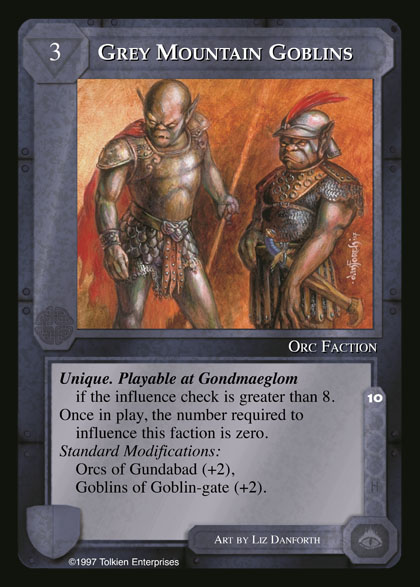 3
GREY MOUNTAIN GOBLINS
ORC FACTION
Unique. Playable at Gondmaeglom
if the influence check is greater than 8.
Once in play, the number required to
influence this faction is zero.
Standard Modifications:
Orcs of Gundabad (+2),
Goblins of Goblin-gate (+2).
10
H
ART BY LIZ DANFORTH
©1997 Tolkien Enterprises